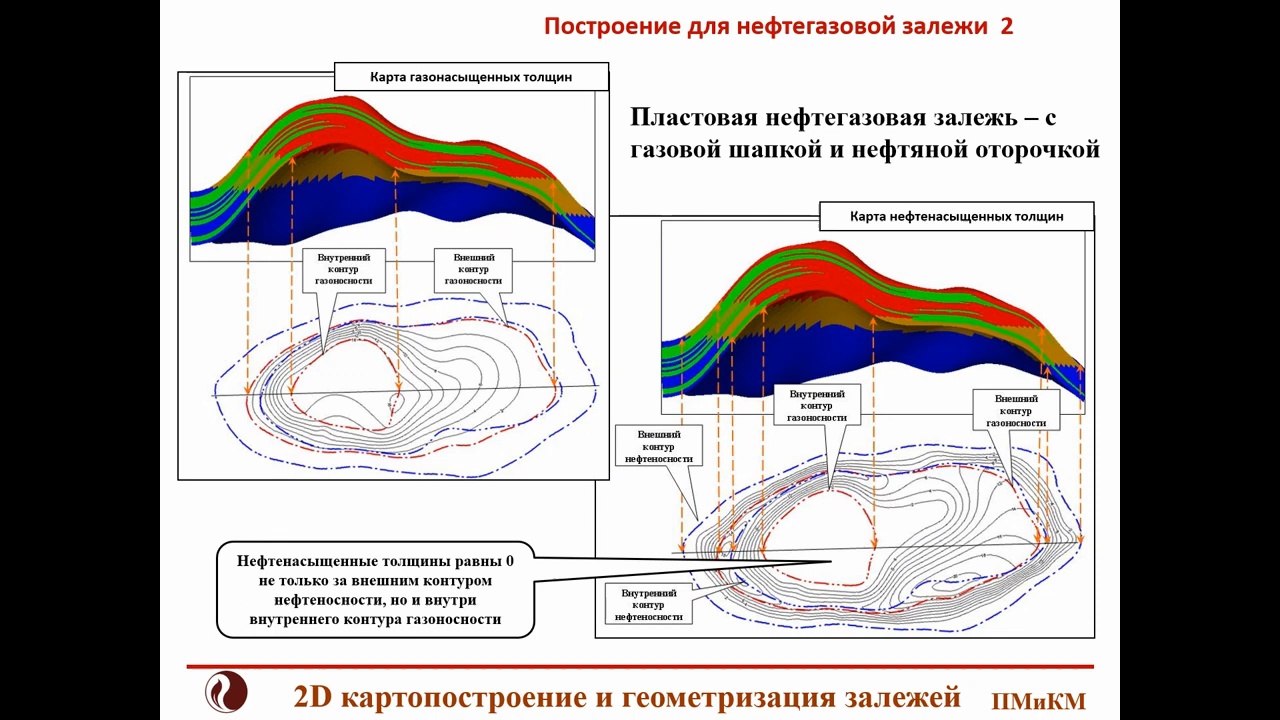 Построение для нефтегазовой залежи 2
Карта газонасыщенных толщин
Пластовая нефтегазовая залежь – с
газовой шапкой и нефтяной оторочкой
Внутренний
контур
газоносности
Внешний
контур
газоносности
Карта нефтенасыщенных толщин
Внутренний
контур
газоносности
Внешний
контур
газоносности
Внешний
контур
нефтеносности
Внутренний
контур
нефтеносности
Нефтенасыщенные толщины равны 0
не только за внешним контуром
нефтеносности, но и внутри
внутреннего контура газоносности
2D картопостроение и геометризация залежей
ПМиКМ